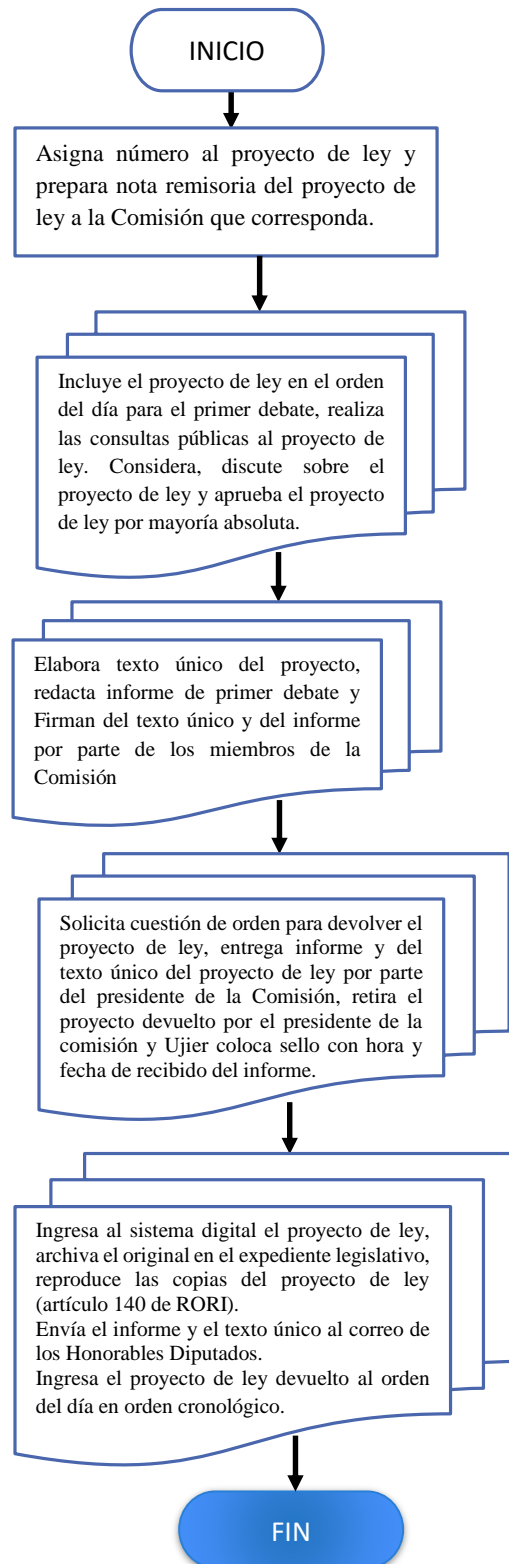 INICIO
Asigna número al proyecto de ley y
prepara nota remisoria del proyecto de
ley a la Comisión que corresponda.
Incluye el proyecto de ley en el orden
del día para el primer debate, realiza
las consultas públicas al proyecto de
ley. Considera, discute sobre el
proyecto de ley y aprueba el proyecto
de ley por mayoría absoluta.
Elabora texto único del proyecto,
redacta informe de primer debate y
Firman del texto único y del informe
por parte de los miembros de la
Comisión
Solicita cuestión de orden para devolver el
proyecto de ley, entrega informe y del
texto único del proyecto de ley por parte
del presidente de la Comisión, retira el
proyecto devuelto por el presidente de la
comisión y Ujier coloca sello con hora y
fecha de recibido del informe.
Ingresa al sistema digital el proyecto de ley,
archiva el original en el expediente legislativo,
reproduce las copias del proyecto de ley
(artículo 140 de RORI).
Envía el informe y el texto único al correo de
los Honorables Diputados.
Ingresa el proyecto de ley devuelto al orden
del día en orden cronológico.
FIN